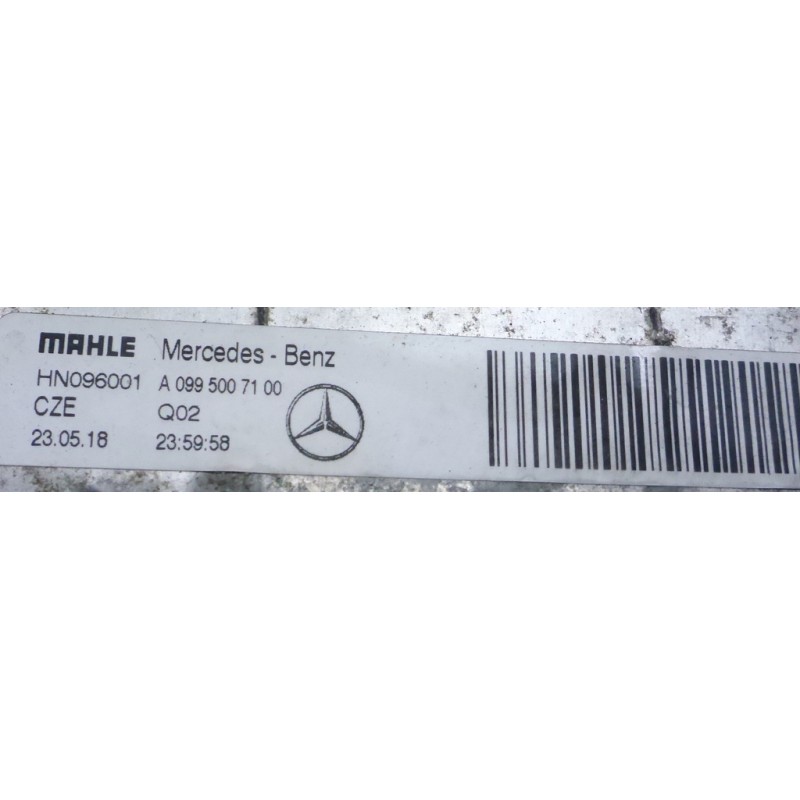 MAHLE Mercedes - Benz
HN096001 A 099 500 71 00
CZE Q02
23.05.18 23:59:58